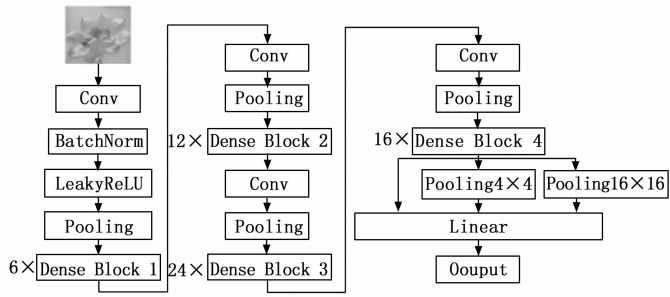 Conv
BatchNorm
LeakyReLU
Pooling
6× Dense Block 1
Conv
Pooling
12× Dense Block 2
Conv
Pooling
24× Dense Block 3
Conv
Pooling
16× Dense Block 4
Pooling4×4
Pooling16×16
Linear
Oouput